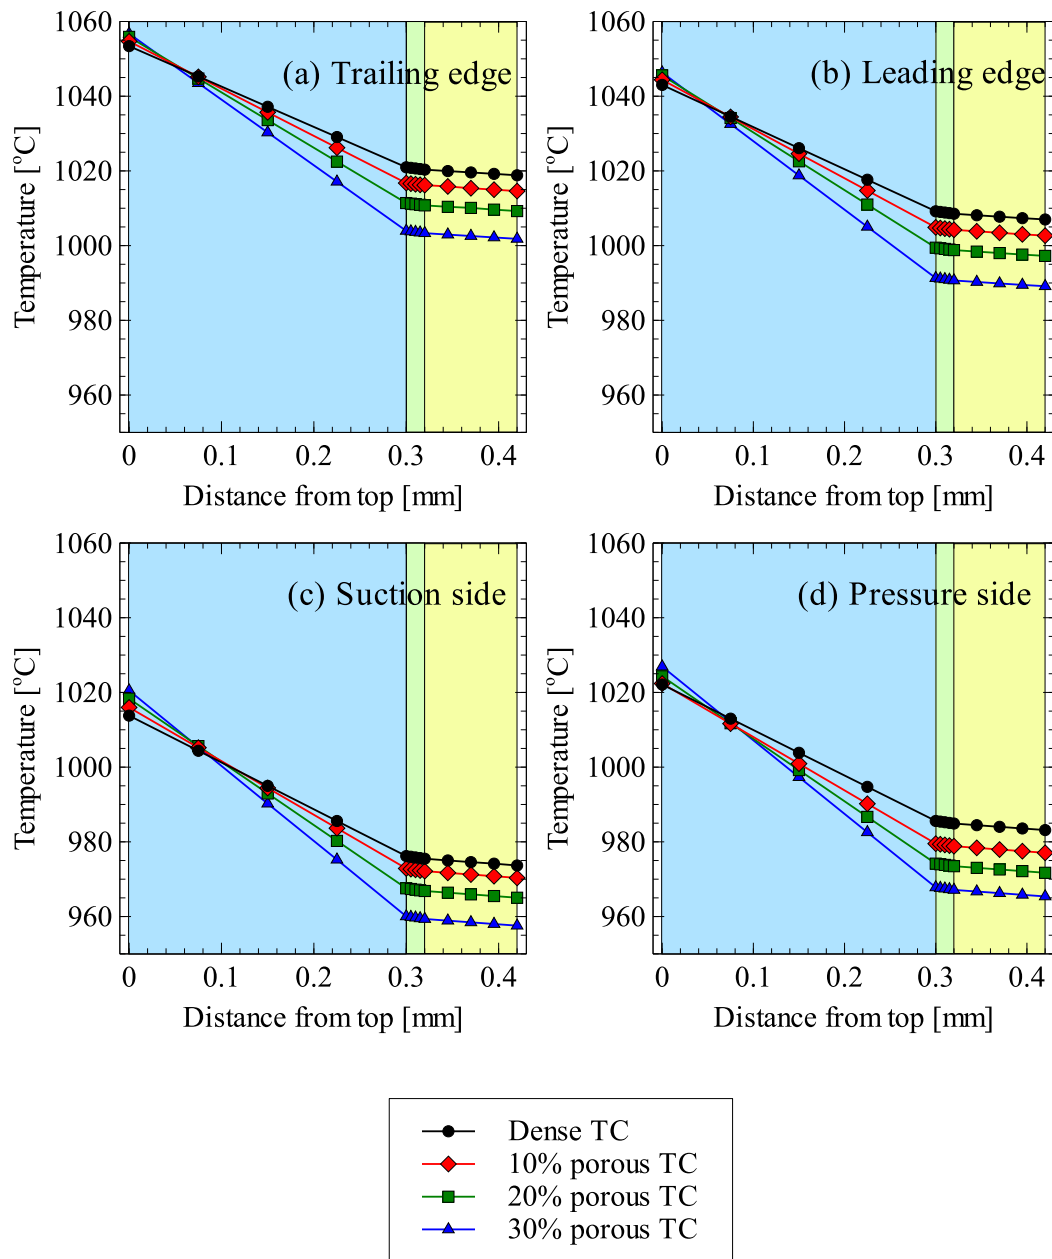 1060
1040
1020
1000
980
960
Temperature [°C]
(a) Trailing edge
0
0.1
0.2
0.3
0.4
Distance from top [mm]
1060
1040
1020
1000
980
960
Temperature [°C]
(b) Leading edge
0
0.1
0.2
0.3
0.4
Distance from top [mm]
1060
1040
1020
1000
980
960
Temperature [°C]
(c) Suction side
0
0.1
0.2
0.3
0.4
Distance from top [mm]
1060
1040
1020
1000
980
960
Temperature [°C]
(d) Pressure side
0
0.1
0.2
0.3
0.4
Distance from top [mm]
Dense TC
10% porous TC
20% porous TC
30% porous TC